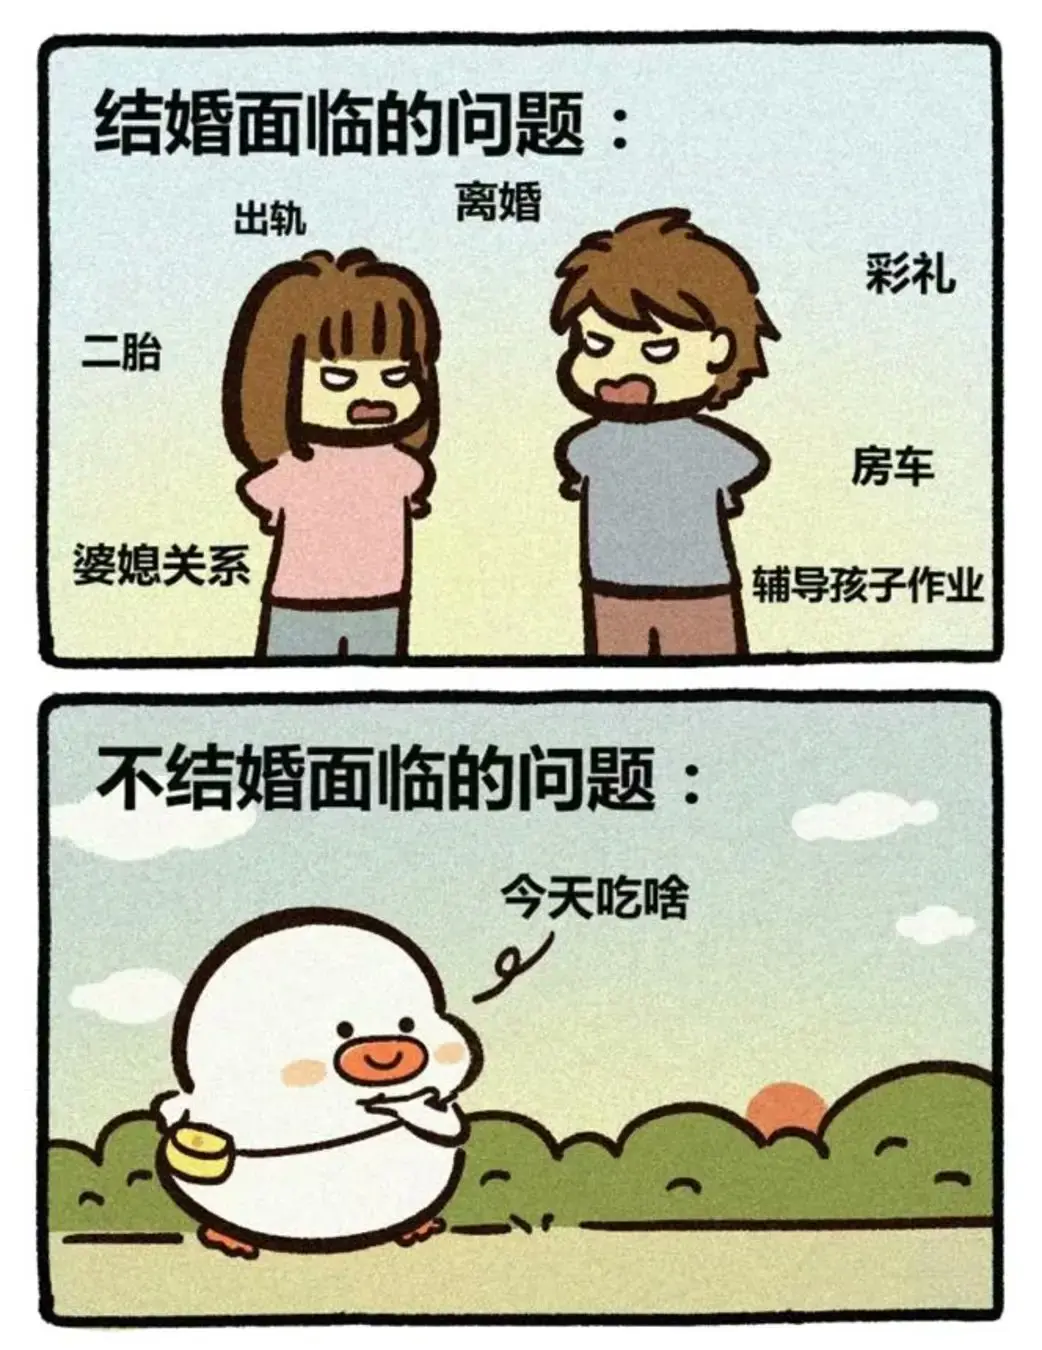 结婚面临的问题：
出轨
离婚
彩礼
二胎
房车
婆媳关系
辅导孩子作业
不结婚面临的问题：
今天吃啥